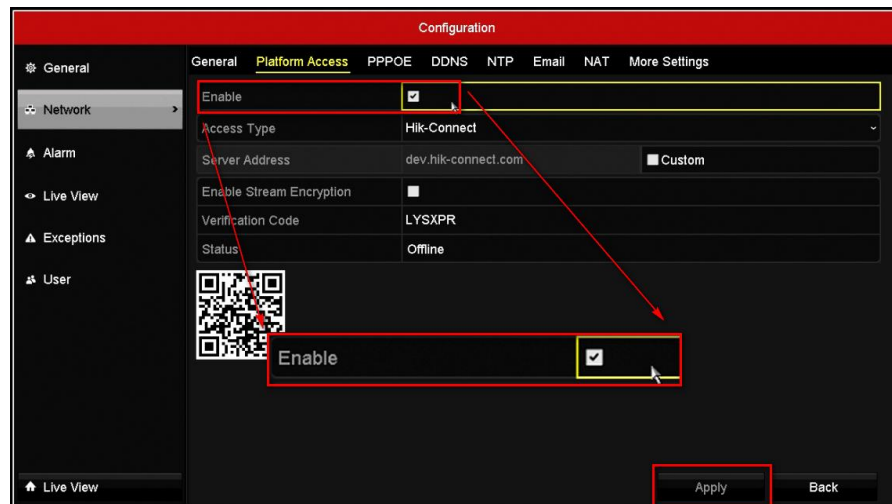 Configuration
General
Network
Alarm
Live View
Exceptions
User
Live View
General Platform Access PPPOE DDNS NTP Email NAT More Settings
Enable
Access Type Hik-Connect
Server Address dev.hik-connect.com Custom
Enable Stream Encryption
Verification Code LYSXPR
Status Offline
Enable
Apply Back